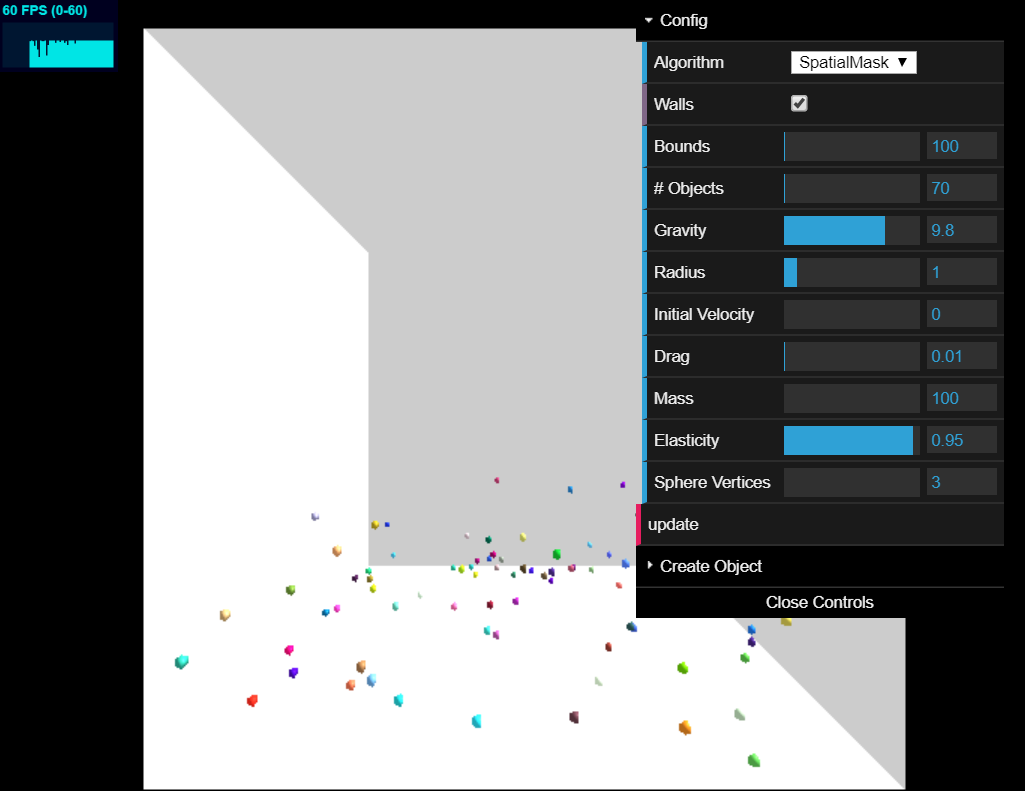 60 FPS (0-60)
Config
Algorithm SpatialMask
Walls
Bounds 100
# Objects 70
Gravity 9.8
Radius 1
Initial Velocity 0
Drag 0.01
Mass 100
Elasticity 0.95
Sphere Vertices 3
update
Create Object
Close Controls